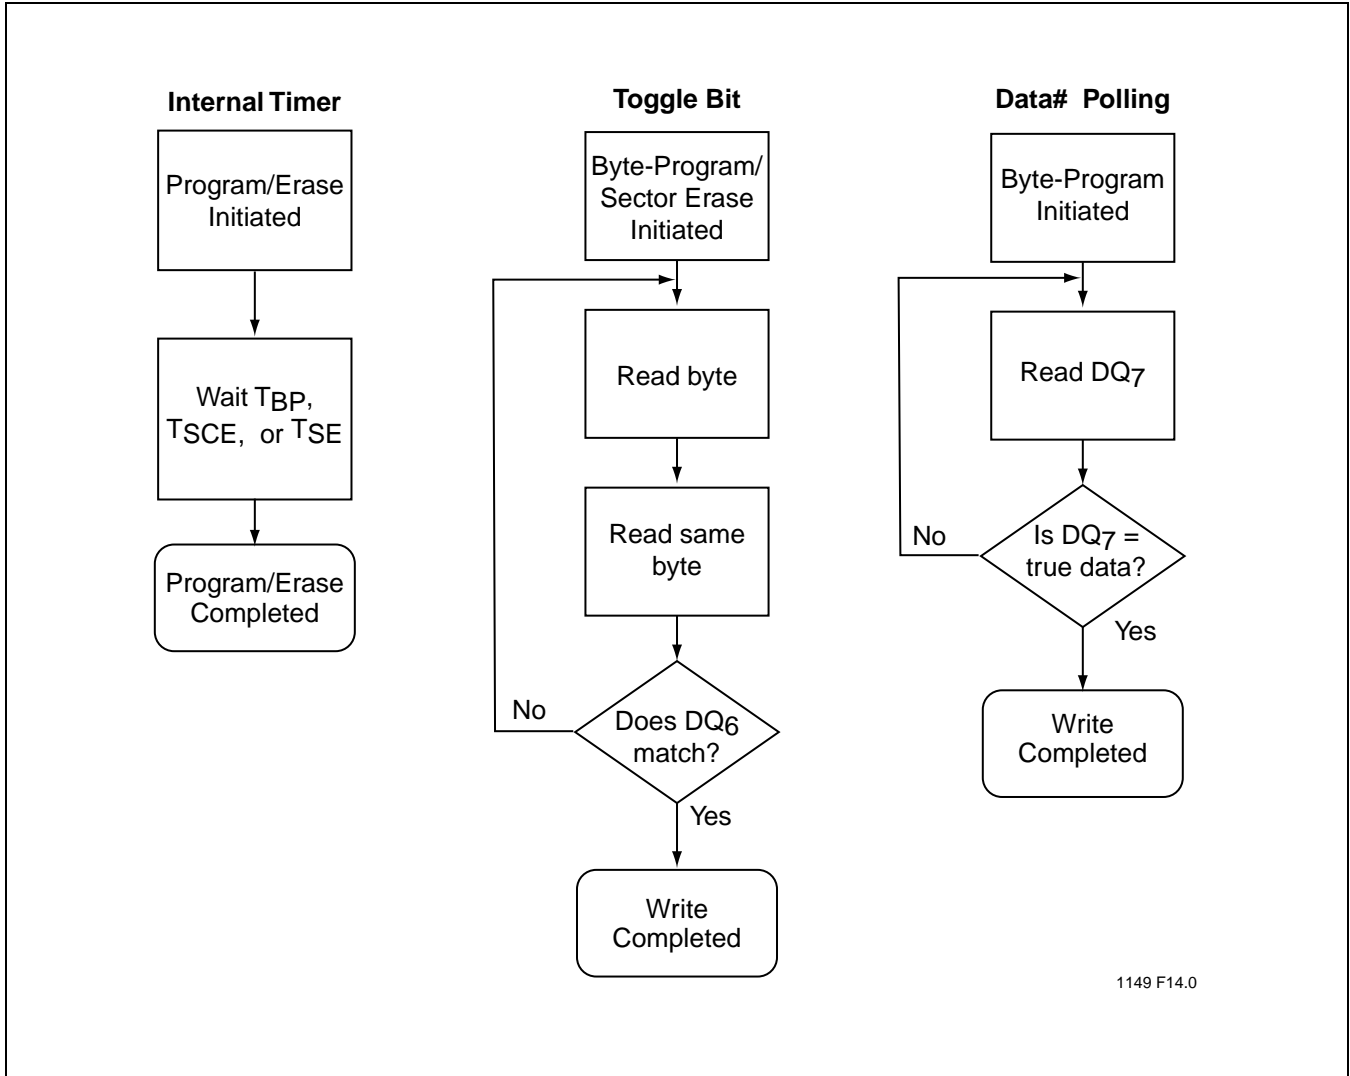 Internal Timer
Program/Erase
Initiated
Wait TBP,
TSCE, or TSE
Program/Erase
Completed
Toggle Bit
Byte-Program/
Sector Erase
Initiated
Read byte
Read same
byte
No
Does DQ6
match?
Yes
Write
Completed
Data# Polling
Byte-Program
Initiated
Read DQ7
No
Is DQ7 =
true data?
Yes
Write
Completed
1149 F14.0